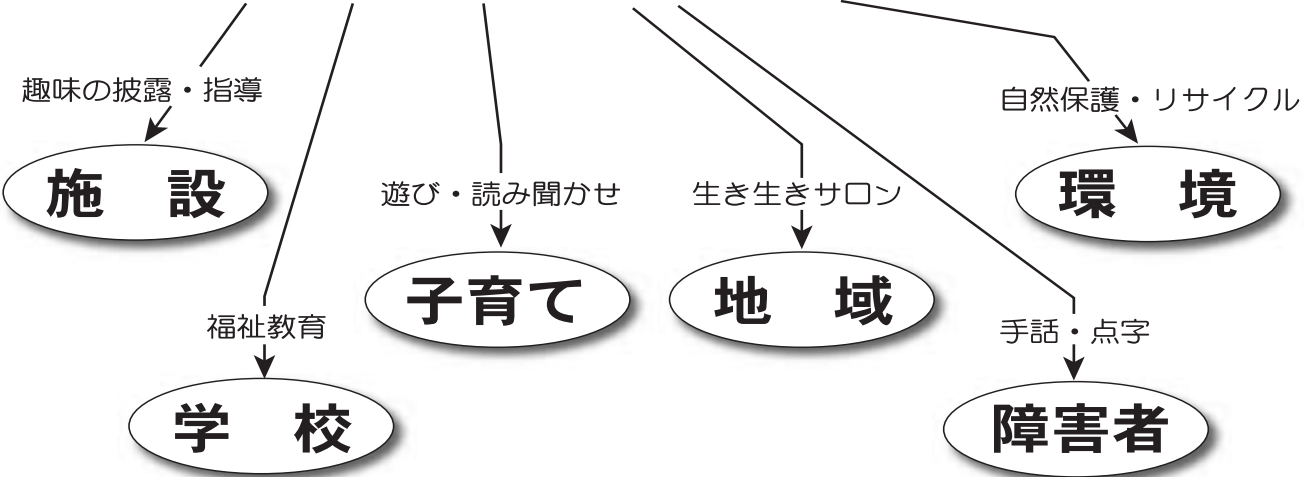 趣味の披露・指導
施　設
福祉教育
学　校
遊び・読み聞かせ
子育て
生き生きサロン
地　域
手話・点字
障害者
自然保護・リサイクル
環　境